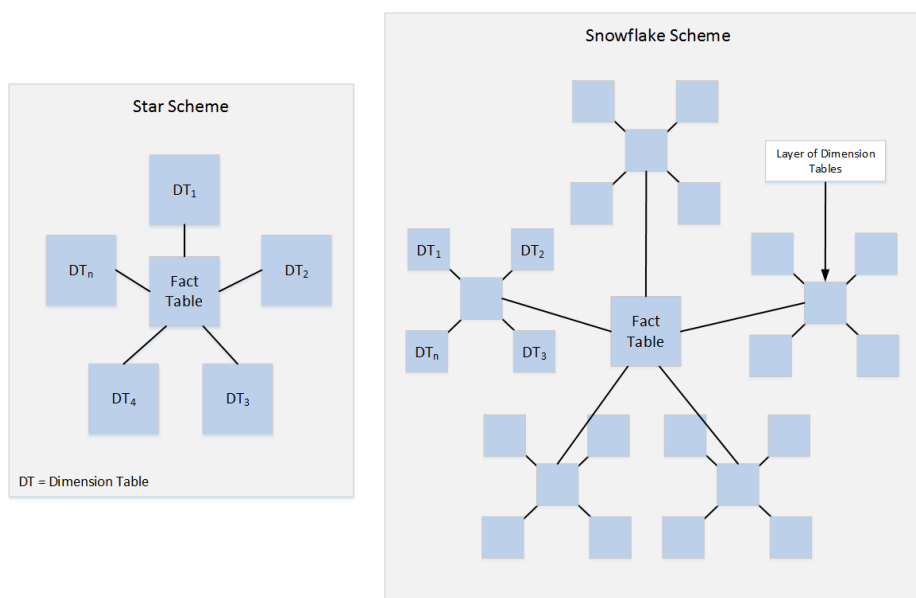 Star Scheme
DT₁
DTₙ
Fact
Table
DT₂
DT₄
DT₃
DT = Dimension Table
Snowflake Scheme
Layer of Dimension
Tables
DT₁
DT₂
Fact
Table
DTₙ
DT₃